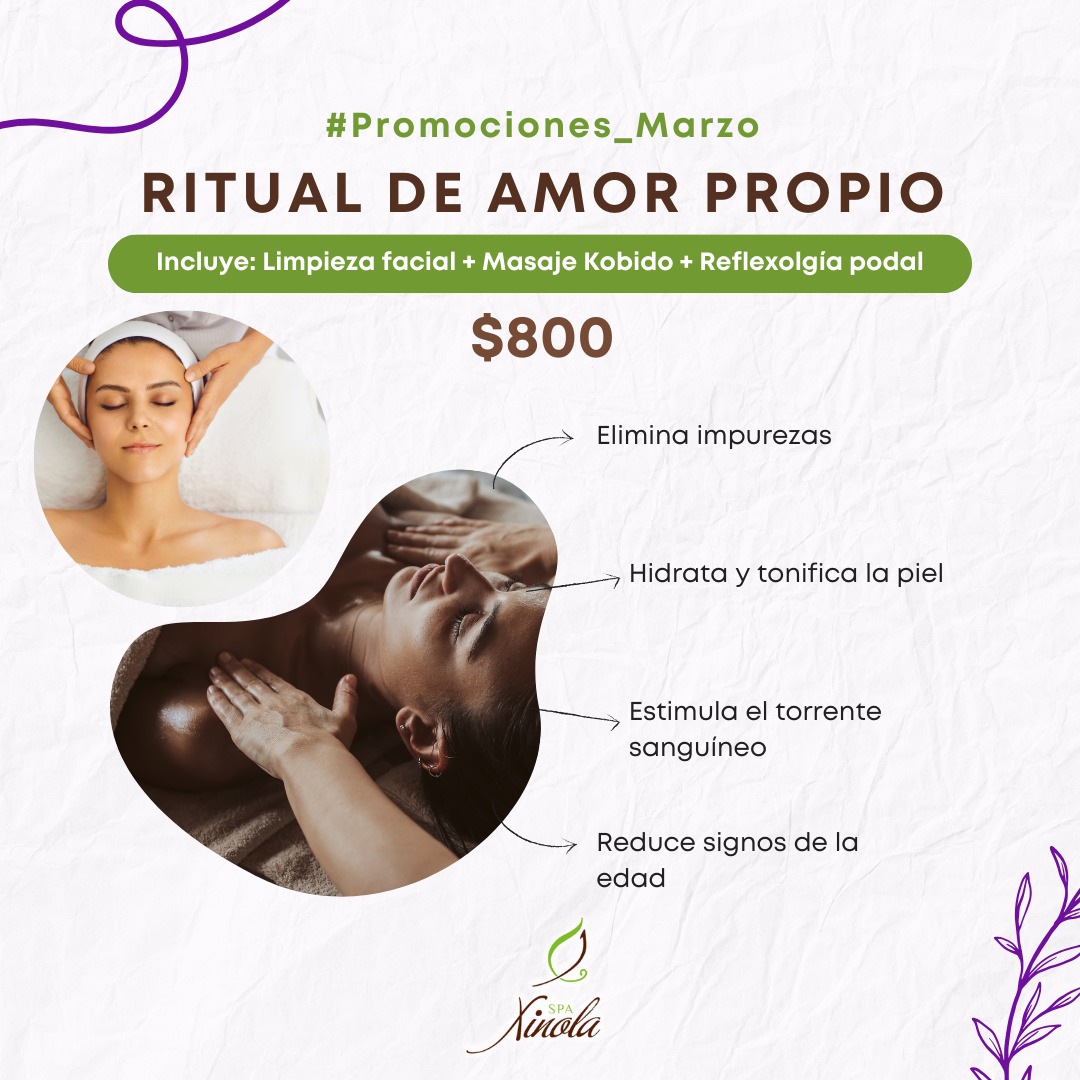 #Promociones_Marzo
RITUAL DE AMOR PROPIO
Incluye: Limpieza facial + Masaje Kobido + Reflexolgía podal
$800
Elimina impurezas
Hidrata y tonifica la piel
Estimula el torrente
sanguíneo
Reduce signos de la
edad
SPA
Xinola